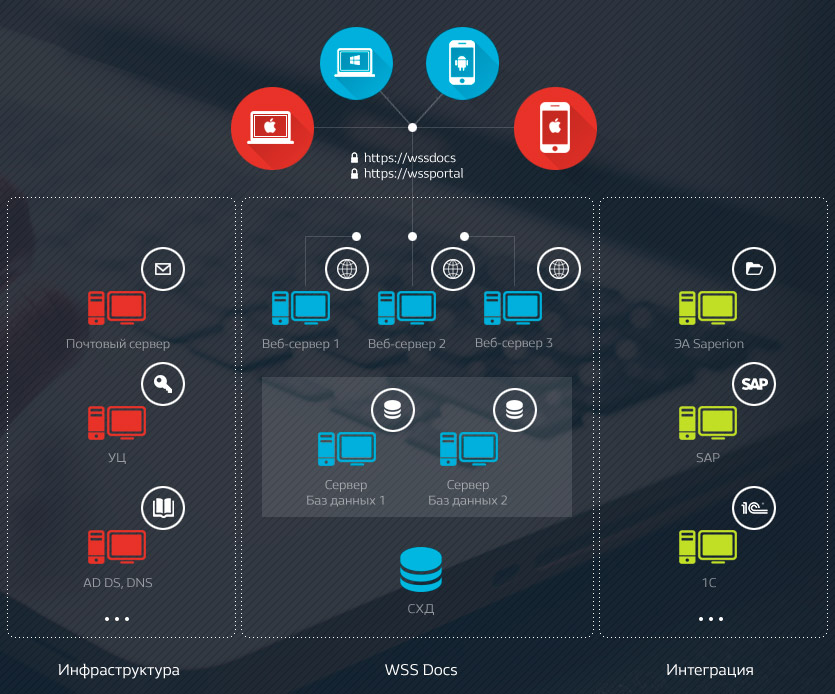 https://wssdocs
https://wssportal
Почтовый сервер
УЦ
AD DS, DNS
Инфраструктура
Веб-сервер 1
Веб-сервер 2
Веб-сервер 3
Сервер
Баз данных 1
Сервер
Баз данных 2
СХД
WSS Docs
ЭА Saperion
SAP
SAP
1C
1С
Интеграция